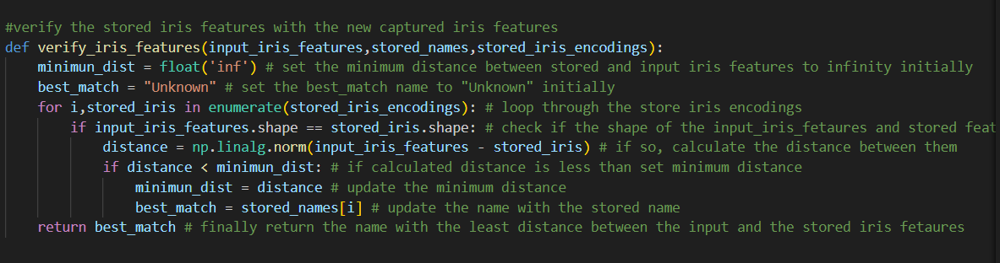 #verify the stored iris features with the new captured iris features
def verify_iris_features(input_iris_features,stored_names,stored_iris_encodings):
    minimun_dist = float('inf') # set the minimum distance between stored and input iris features to infinity initially
    best_match = "Unknown" # set the best_match name to "Unknown" initially
    for i,stored_iris in enumerate(stored_iris_encodings): # loop through the store iris encodings
        if input_iris_features.shape == stored_iris.shape: # check if the shape of the input_iris_fetaures and stored feat
            distance = np.linalg.norm(input_iris_features - stored_iris) # if so, calculate the distance between them
            if distance < minimun_dist: # if calculated distance is less than set minimum distance
                minimun_dist = distance # update the minimum distance
                best_match = stored_names[i] # update the name with the stored name
    return best_match # finally return the name with the least distance between the input and the stored iris fetaures